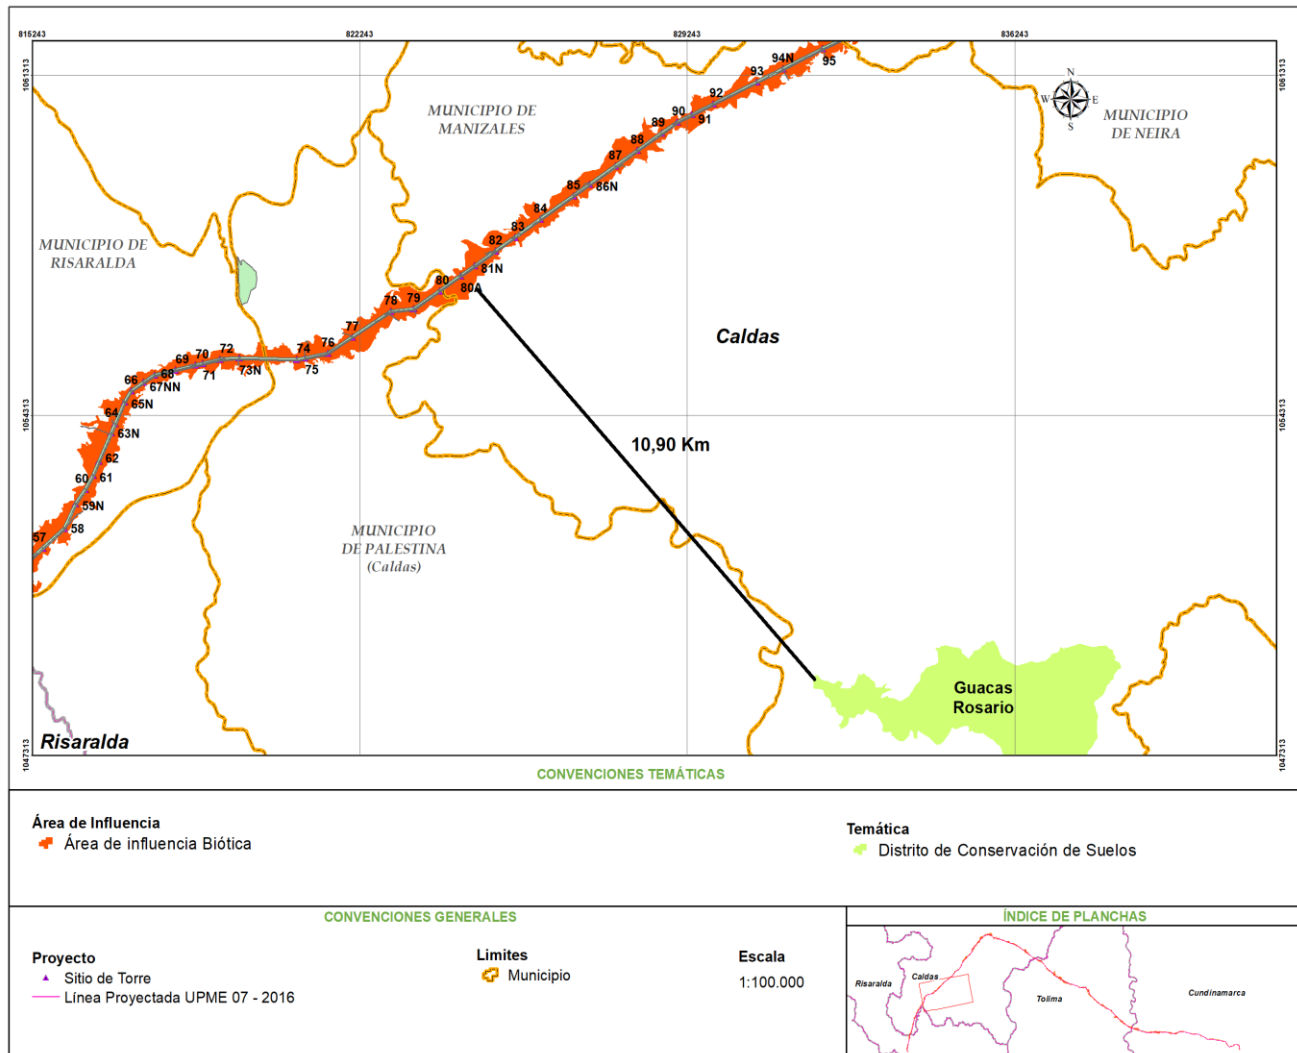 815243
822243
829243
836243
1061313
1061313
94N
95
93
92
90
91
89
88
87
86N
85
84
83
82
81N
80
80A
79
78
77
76
74
75
72
73N
70
71
69
68
67NN
66
65N
64
63N
62
61
60
59N
58
57
N
W
E
S
MUNICIPIO DE
MANIZALES
MUNICIPIO
DE NEIRA
MUNICIPIO DE
RISARALDA
Caldas
1054313
1054313
10,90 Km
MUNICIPIO
DE PALESTINA
(Caldas)
Guacas
Rosario
Risaralda
1047313
1047313
CONVENCIONES TEMÁTICAS
Área de Influencia
Área de influencia Biótica
Temática
Distrito de Conservación de Suelos
CONVENCIONES GENERALES
Proyecto
Sitio de Torre
Línea Proyectada UPME 07 - 2016
Limites
Municipio
Escala
1:100.000
ÍNDICE DE PLANCHAS
Risaralda
Caldas
Tolima
Cundinamarca